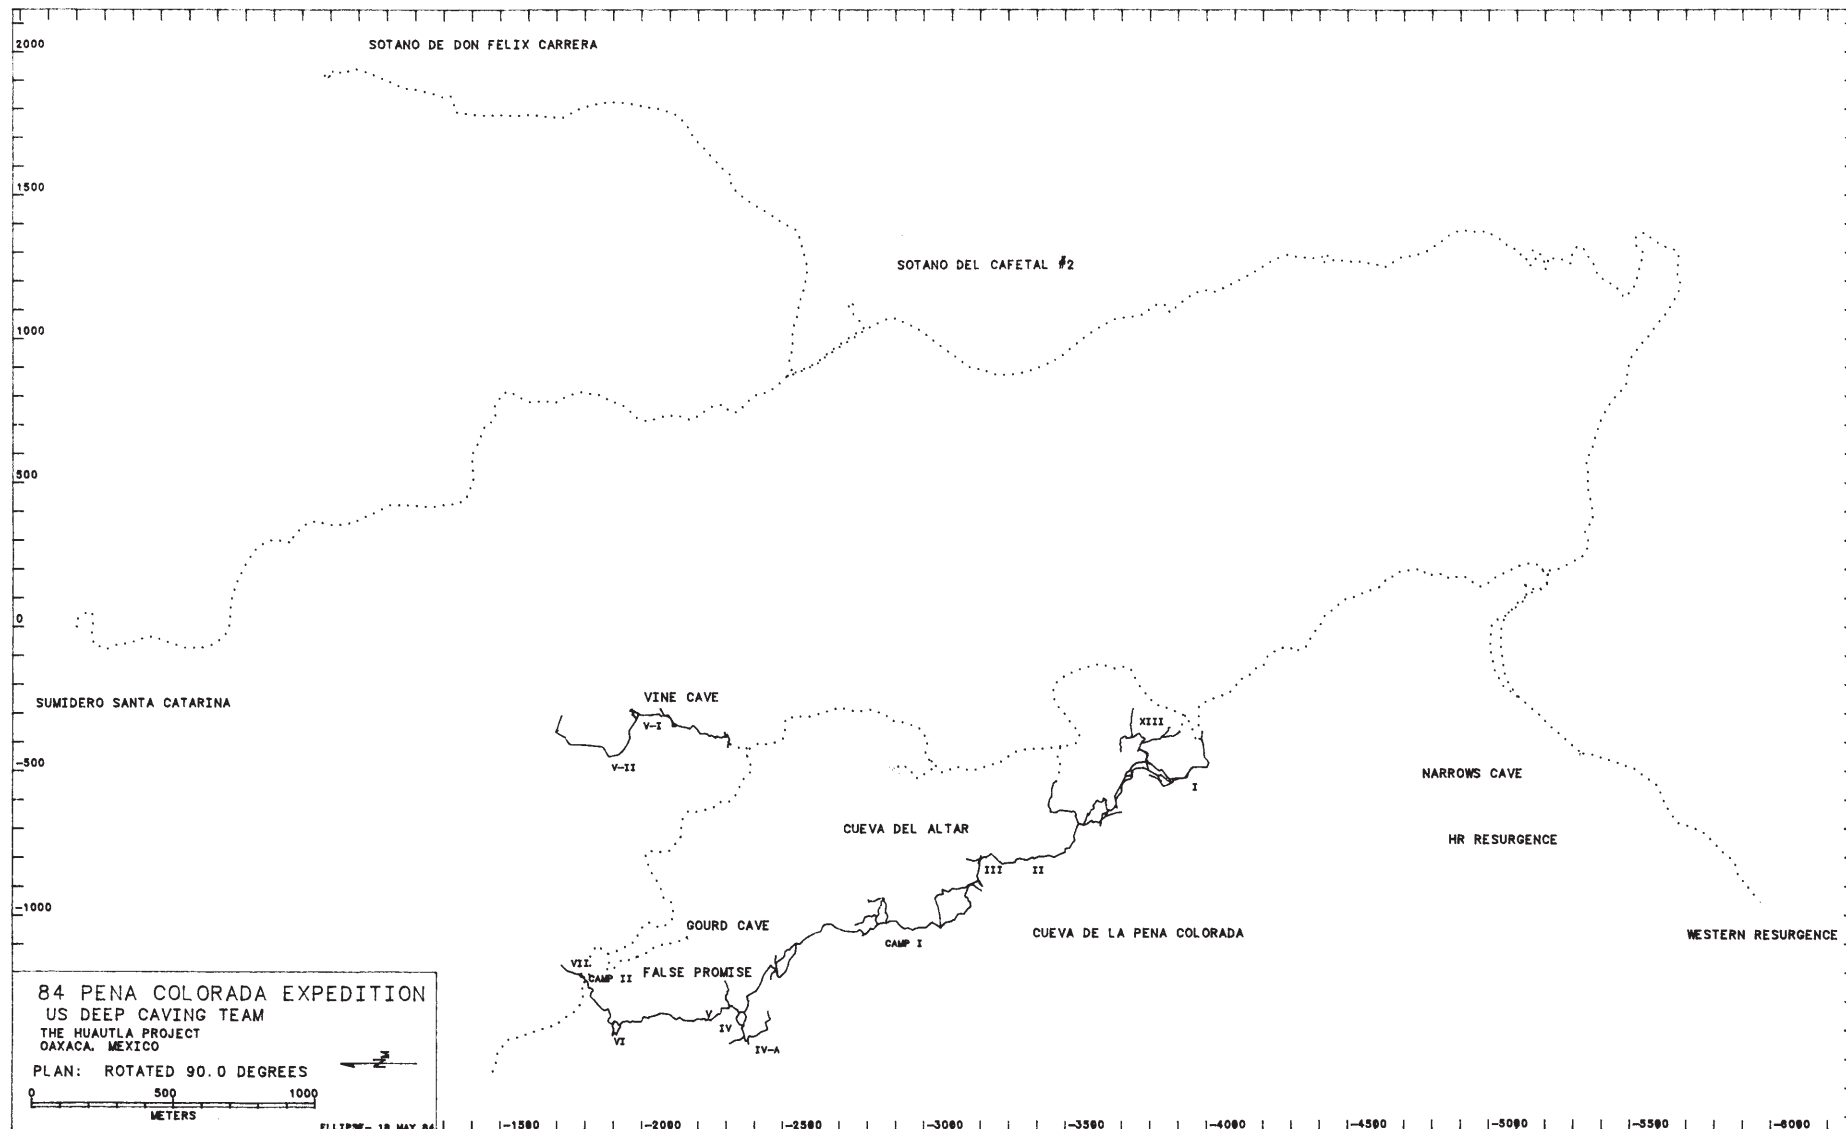 2000
SOTANO DE DON FELIX CARRERA
1500
SOTANO DEL CAFETAL #2
1000
500
0
SUMIDERO SANTA CATARINA
VINE CAVE
V-I
XIII
V-II
-500
NARROWS CAVE
I
CUEVA DEL ALTAR
HR RESURGENCE
III
II
-1000
GOURD CAVE
CAMP I
CUEVA DE LA PENA COLORADA
WESTERN RESURGENCE
VII
CAMP II
FALSE PROMISE
V
IV
VI
IV-A
84 PENA COLORADA EXPEDITION
US DEEP CAVING TEAM
THE HUAUTLA PROJECT
OAXACA, MEXICO
PLAN: ROTATED 90.0 DEGREES
0 500 1000
METERS
ELLIPSE- 18 MAY 84
-1500 -2000 -2500 -3000 -3500 -4000 -4500 -5000 -5500 -6000